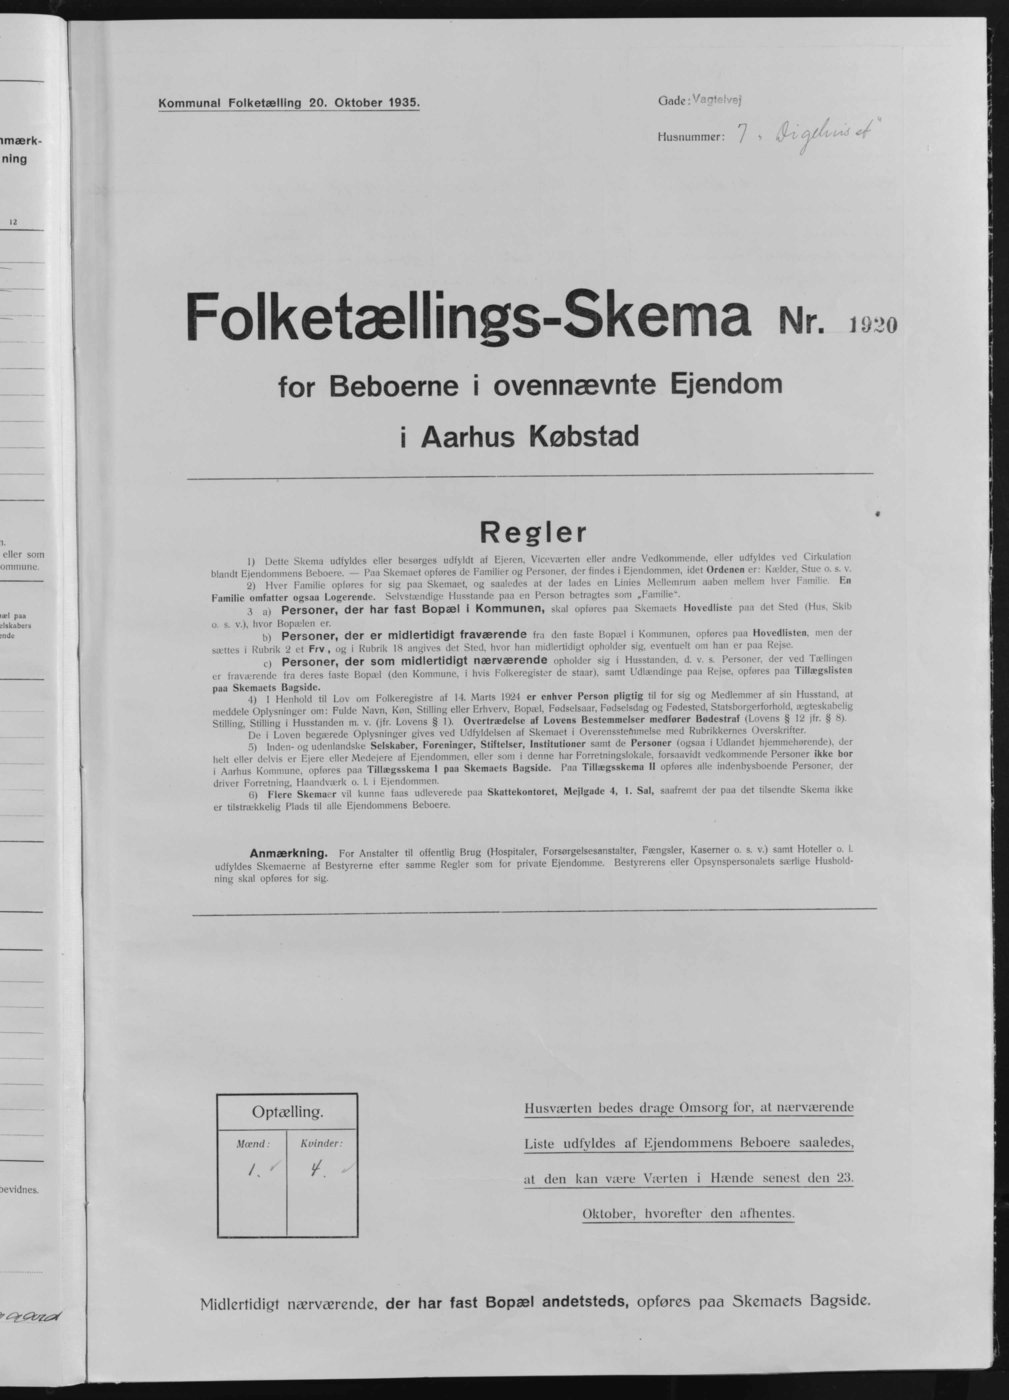 Kommunal Folketælling 20. Oktober 1935.
Gade: Vagtelvej
Husnummer: 7. „Digehuset"
Folketællings-Skema Nr. 1920
for Beboerne i ovennævnte Ejendom
i Aarhus Købstad
Regler
1) Dette Skema udfyldes eller besørges udfyldt af Ejeren, Viceværten eller andre Vedkommende, eller udfyldes ved Cirkulation
blandt Ejendommens Beboere. — Paa Skemaet opføres de Familier og Personer, der findes i Ejendommen, idet Ordenen er: Kælder, Stue o. s. v.
2) Hver Familie opføres for sig paa Skemaet, og saaledes at der lades en Linies Mellemrum aaben mellem hver Familie. En
Familie omfatter ogsaa Logerende. Selvstændige Husstande paa en Person betragtes som „Familie".
3 a) Personer, der har fast Bopæl i Kommunen, skal opføres paa Skemaets Hovedliste paa det Sted (Hus, Skib
o. s. v.), hvor Bopælen er.
b) Personer, der er midlertidigt fraværende fra den faste Bopæl i Kommunen, opføres paa Hovedlisten, men der
sættes i Rubrik 2 et Frv, og i Rubrik 18 angives det Sted, hvor han midlertidigt opholder sig, eventuelt om han er paa Rejse.
c) Personer, der som midlertidigt nærværende opholder sig i Husstanden, d. v. s. Personer, der ved Tællingen
er fraværende fra deres faste Bopæl (den Kommune, i hvis Folkeregister de staar), samt Udlændinge paa Rejse, opføres paa Tillægslisten
paa Skemaets Bagside.
4) I Henhold til Lov om Folkeregistre af 14. Marts 1924 er enhver Person pligtig til for sig og Medlemmer af sin Husstand, at
meddele Oplysninger om: Fulde Navn, Køn, Stilling eller Erhverv, Bopæl, Fødselsaar, Fødselsdag og Fødested, Statsborgerforhold, ægteskabelig
Stilling, Stilling i Husstanden m. v. (jfr. Lovens § 1). Overtrædelse af Lovens Bestemmelser medfører Bødestraf (Lovens § 12 jfr. § 8).
De i Loven begærede Oplysninger gives ved Udfyldelsen af Skemaet i Overensstemmelse med Rubrikkernes Overskrifter.
5) Inden- og udenlandske Selskaber, Foreninger, Stiftelser, Institutioner samt de Personer (ogsaa i Udlandet hjemmehørende), der
helt eller delvis er Ejere eller Medejere af Ejendommen, eller som i denne har Forretningslokale, forsaavidt vedkommende Personer ikke bor
i Aarhus Kommune, opføres paa Tillægsskema I paa Skemaets Bagside. Paa Tillægsskema II opføres alle indenbysboende Personer, der
driver Forretning, Haandværk o. l. i Ejendommen.
6) Flere Skemaer vil kunne faas udleverede paa Skattekontoret, Mejlgade 4, 1. Sal, saafremt der paa det tilsendte Skema ikke
er tilstrækkelig Plads til alle Ejendommens Beboere.
Anmærkning. For Anstalter til offentlig Brug (Hospitaler, Forsørgelsesanstalter, Fængsler, Kaserner o. s. v.) samt Hoteller o. l.
udfyldes Skemaerne af Bestyrerne efter samme Regler som for private Ejendomme. Bestyrerens eller Opsynspersonalets særlige Hushold-
ning skal opføres for sig.
Optælling.
Mænd: Kvinder:
1. 4.
Husværten bedes drage Omsorg for, at nærværende
Liste udfyldes af Ejendommens Beboere saaledes,
at den kan være Værten i Hænde senest den 23.
Oktober, hvorefter den afhentes.
Midlertidigt nærværende, der har fast Bopæl andetsteds, opføres paa Skemaets Bagside.